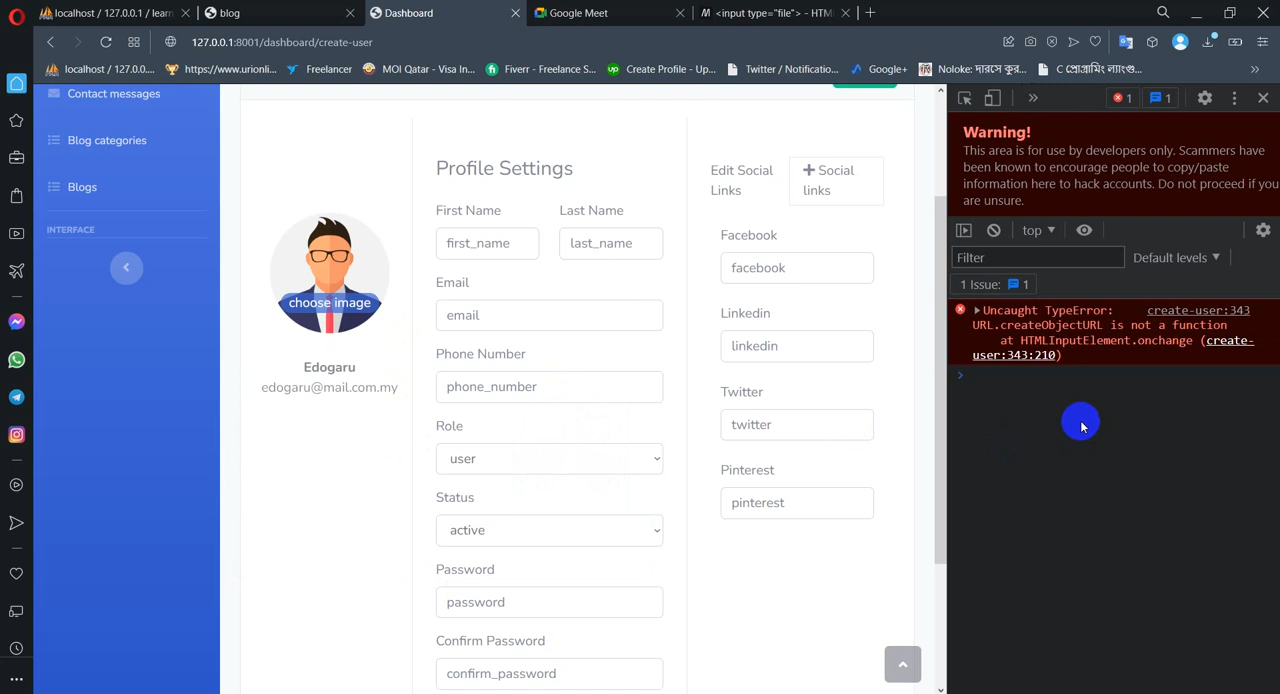 localhost / 127.0.0.1 / learn
blog
Dashboard
Google Meet
<input type="file"> - HTM
127.0.0.1:8001/dashboard/create-user
localhost / 127.0.0....
https://www.urionli...
Freelancer
MOI Qatar - Visa In...
Fiverr - Freelance S...
Create Profile - Up...
Twitter / Notificatio...
Google+
Noloke: দারসে কুর...
C প্রোগ্রামিং ল্যাংগু...
Contact messages
Blog categories
Blogs
INTERFACE
choose image
Edogaru
edogaru@mail.com.my
Profile Settings
First Name
Last Name
first_name
last_name
Email
email
Phone Number
phone_number
Role
user
Status
active
Password
password
Confirm Password
confirm_password
Edit Social
Links
Social
links
Facebook
facebook
Linkedin
linkedin
Twitter
twitter
Pinterest
pinterest
1
1
Warning!
This area is for use by developers only. Scammers have
been known to encourage people to copy/paste
information here to hack accounts. Do not proceed if you
are unsure.
top
Filter
Default levels
1 Issue: 1
Uncaught TypeError: create-user:343
URL.createObjectURL is not a function
at HTMLInputElement.onchange (create-
user:343:210)